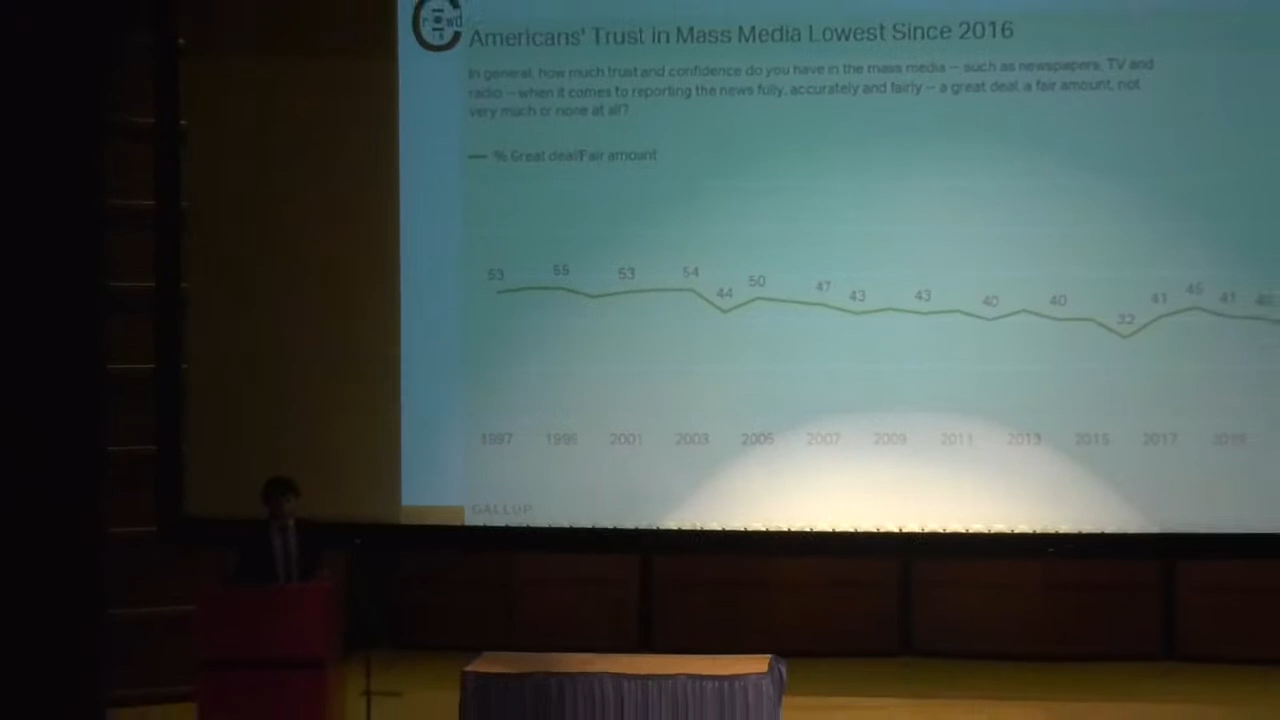 Crowd
Americans' Trust in Mass Media Lowest Since 2016
In general, how much trust and confidence do you have in the mass media – such as newspapers, TV and
radio – when it comes to reporting the news fully, accurately and fairly – a great deal, a fair amount, not
very much or none at all?
% Great deal/Fair amount
53 55 53 54 44 50 47 43 43 40 40 32 41 45 41
1997 1999 2001 2003 2005 2007 2009 2011 2013 2015 2017 2019
GALLUP